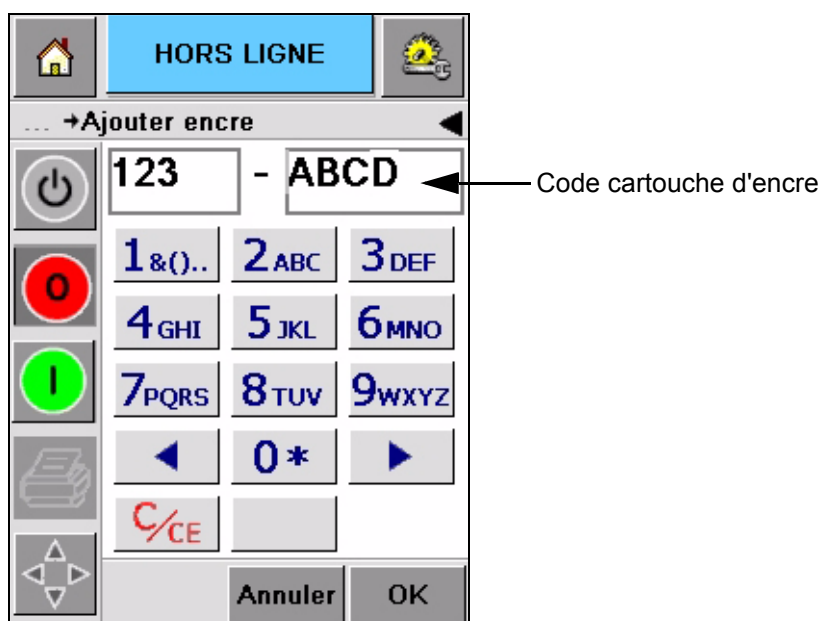 HORS LIGNE
... →Ajouter encre
123 - ABCD
Code cartouche d'encre
1&().. 2ABC 3DEF
O
4GHI 5JKL 6MNO
I
7PQRS 8TUV 9WXYZ
0*
C/CE
Annuler OK